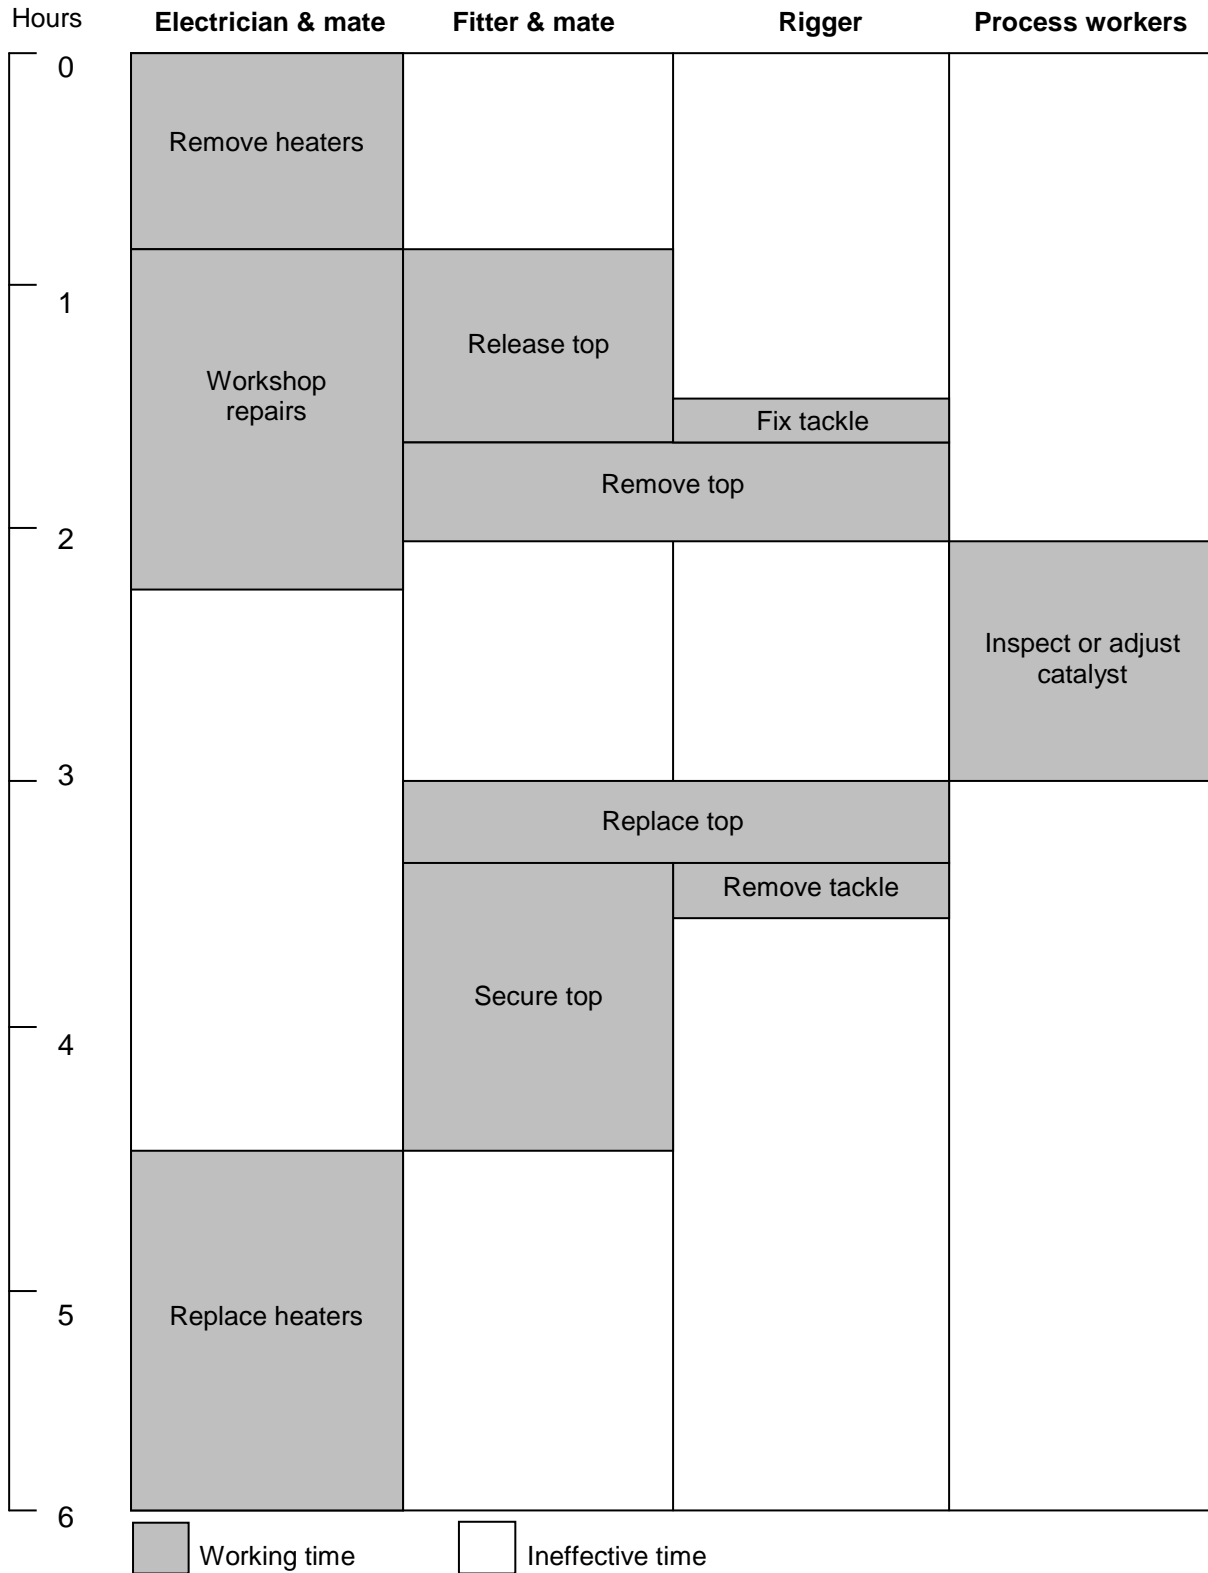 Hours Electrician & mate Fitter & mate Rigger Process workers
0
Remove heaters
1
Release top
Workshop
repairs
Fix tackle
Remove top
2
Inspect or adjust
catalyst
3
Replace top
Remove tackle
Secure top
4
5
Replace heaters
6
Working time Ineffective time